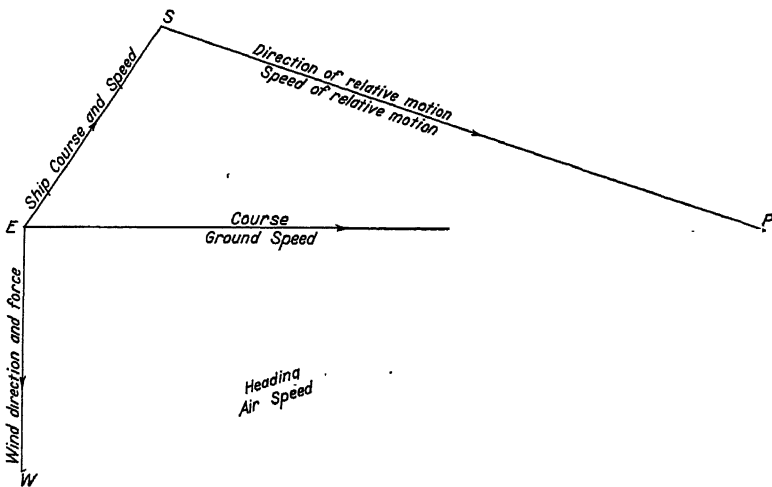 S
Direction of relative motion
Speed of relative motion
Ship Course and Speed
E
Course
Ground Speed
P
Wind direction and force
Heading
Air Speed
W